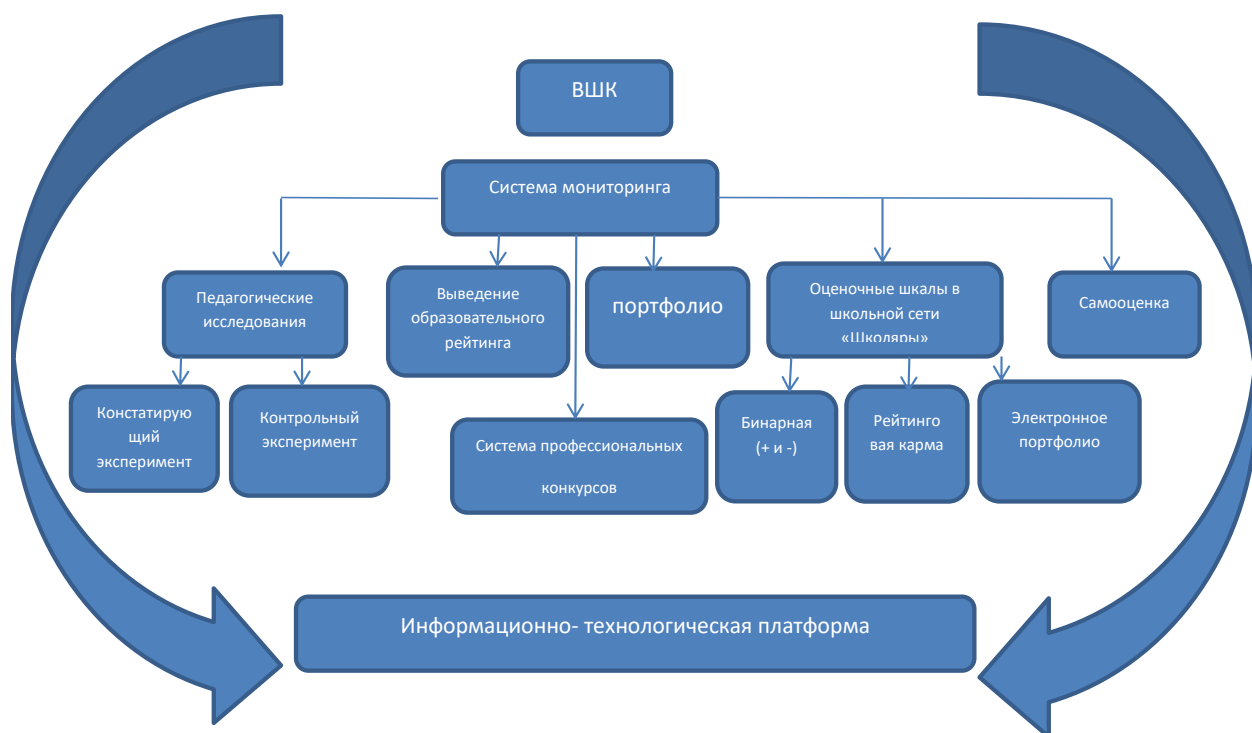 ВШК
Система мониторинга
Педагогические
исследования
Выведение
образовательного
рейтинга
портфолио
Оценочные шкалы в
школьной сети
«Школяры»
Самооценка
Констатирую
щий
эксперимент
Контрольный
эксперимент
Система профессиональных
конкурсов
Бинарная
(+ и -)
Рейтинго
вая карма
Электронное
портфолио
Информационно- технологическая платформа